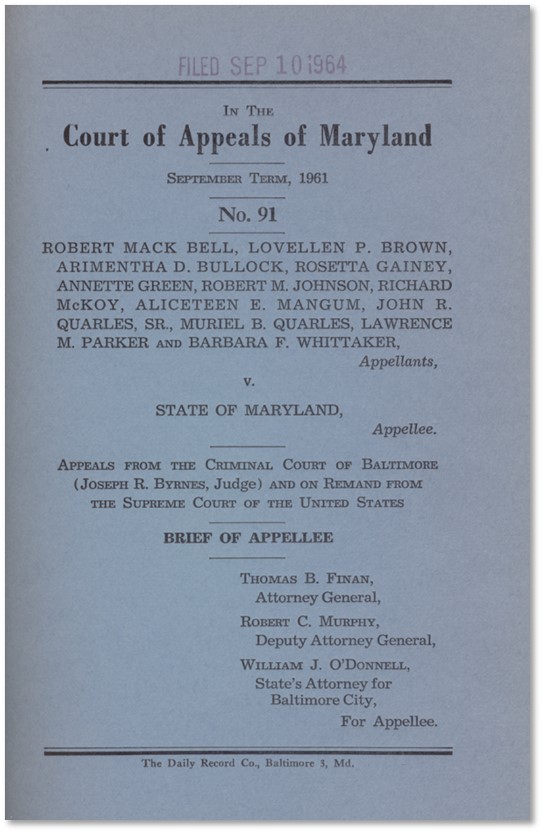 FILED SEP 10 1964
IN THE
Court of Appeals of Maryland
SEPTEMBER TERM, 1961
No. 91
ROBERT MACK BELL, LOVELLEN P. BROWN,
ARIMENTHA D. BULLOCK, ROSETTA GAINEY,
ANNETTE GREEN, ROBERT M. JOHNSON, RICHARD
McKOY, ALICETEEN E. MANGUM, JOHN R.
QUARLES, SR., MURIEL B. QUARLES, LAWRENCE
M. PARKER AND BARBARA F. WHITTAKER,
Appellants,
v.
STATE OF MARYLAND,
Appellee.
APPEALS FROM THE CRIMINAL COURT OF BALTIMORE
(JOSEPH R. BYRNES, Judge) AND ON REMAND FROM
THE SUPREME COURT OF THE UNITED STATES
BRIEF OF APPELLEE
THOMAS B. FINAN,
Attorney General,
ROBERT C. MURPHY,
Deputy Attorney General,
WILLIAM J. O'DONNELL,
State's Attorney for
Baltimore City,
For Appellee.
The Daily Record Co., Baltimore 3, Md.